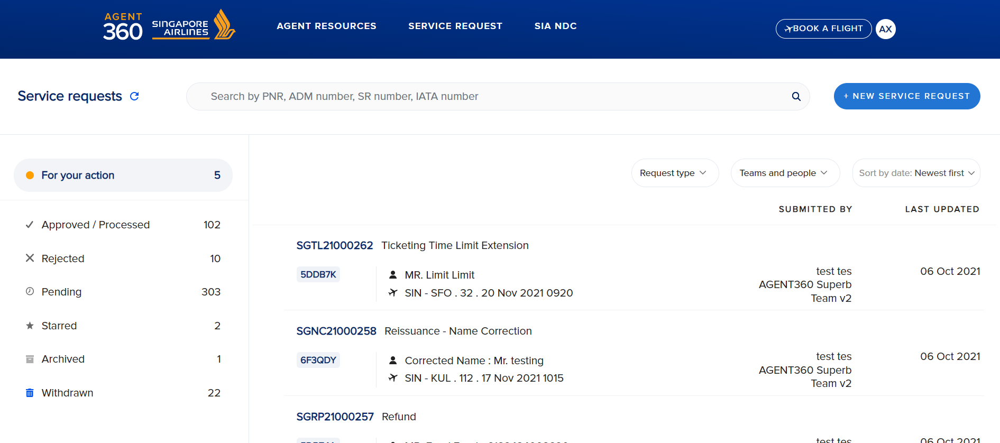 AGENT
360
SINGAPORE
AIRLINES
AGENT RESOURCES
SERVICE REQUEST
SIA NDC
BOOK A FLIGHT
AX
Service requests
Search by PNR, ADM number, SR number, IATA number
+ NEW SERVICE REQUEST
For your action 5
Approved / Processed 102
Rejected 10
Pending 303
Starred 2
Archived 1
Withdrawn 22
Request type
Teams and people
Sort by date: Newest first
SUBMITTED BY
LAST UPDATED
SGTL21000262 Ticketing Time Limit Extension
5DDB7K
MR. Limit Limit
SIN - SFO . 32 . 20 Nov 2021 0920
test tes
AGENT360 Superb
Team v2
06 Oct 2021
SGNC21000258 Reissuance - Name Correction
6F3QDY
Corrected Name : Mr. testing
SIN - KUL . 112 . 17 Nov 2021 1015
test tes
AGENT360 Superb
Team v2
06 Oct 2021
SGRP21000257 Refund
test tes
06 Oct 2021